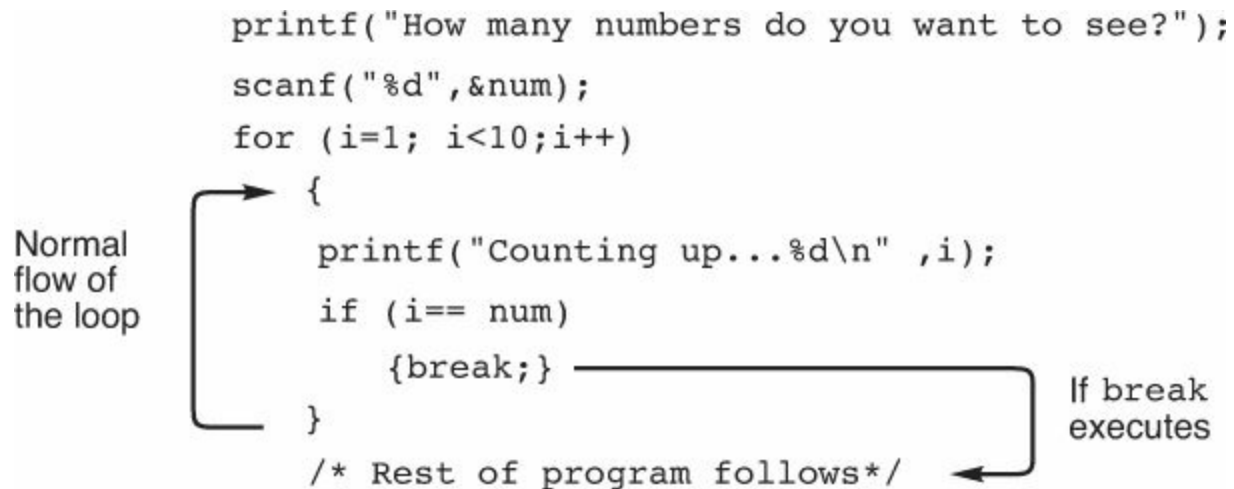 printf("How many numbers do you want to see?");
scanf("%d",&num);
for (i=1; i<10;i++)
{
Normal
flow of
the loop
printf("Counting up...%d\n" ,i);
if (i== num)
{break;}
If break
executes
}
/* Rest of program follows*/